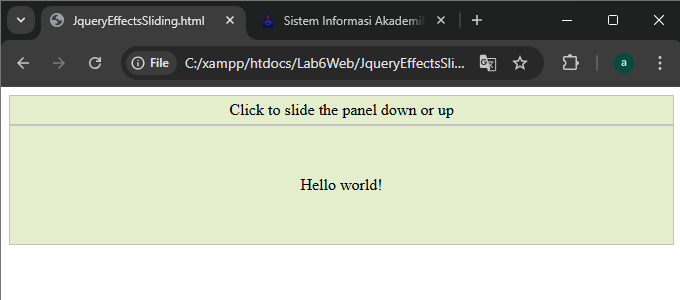 JqueryEffectsSliding.html
Sistem Informasi Akademi
File
C:/xampp/htdocs/Lab6Web/JqueryEffectsSli...
a
Click to slide the panel down or up
Hello world!